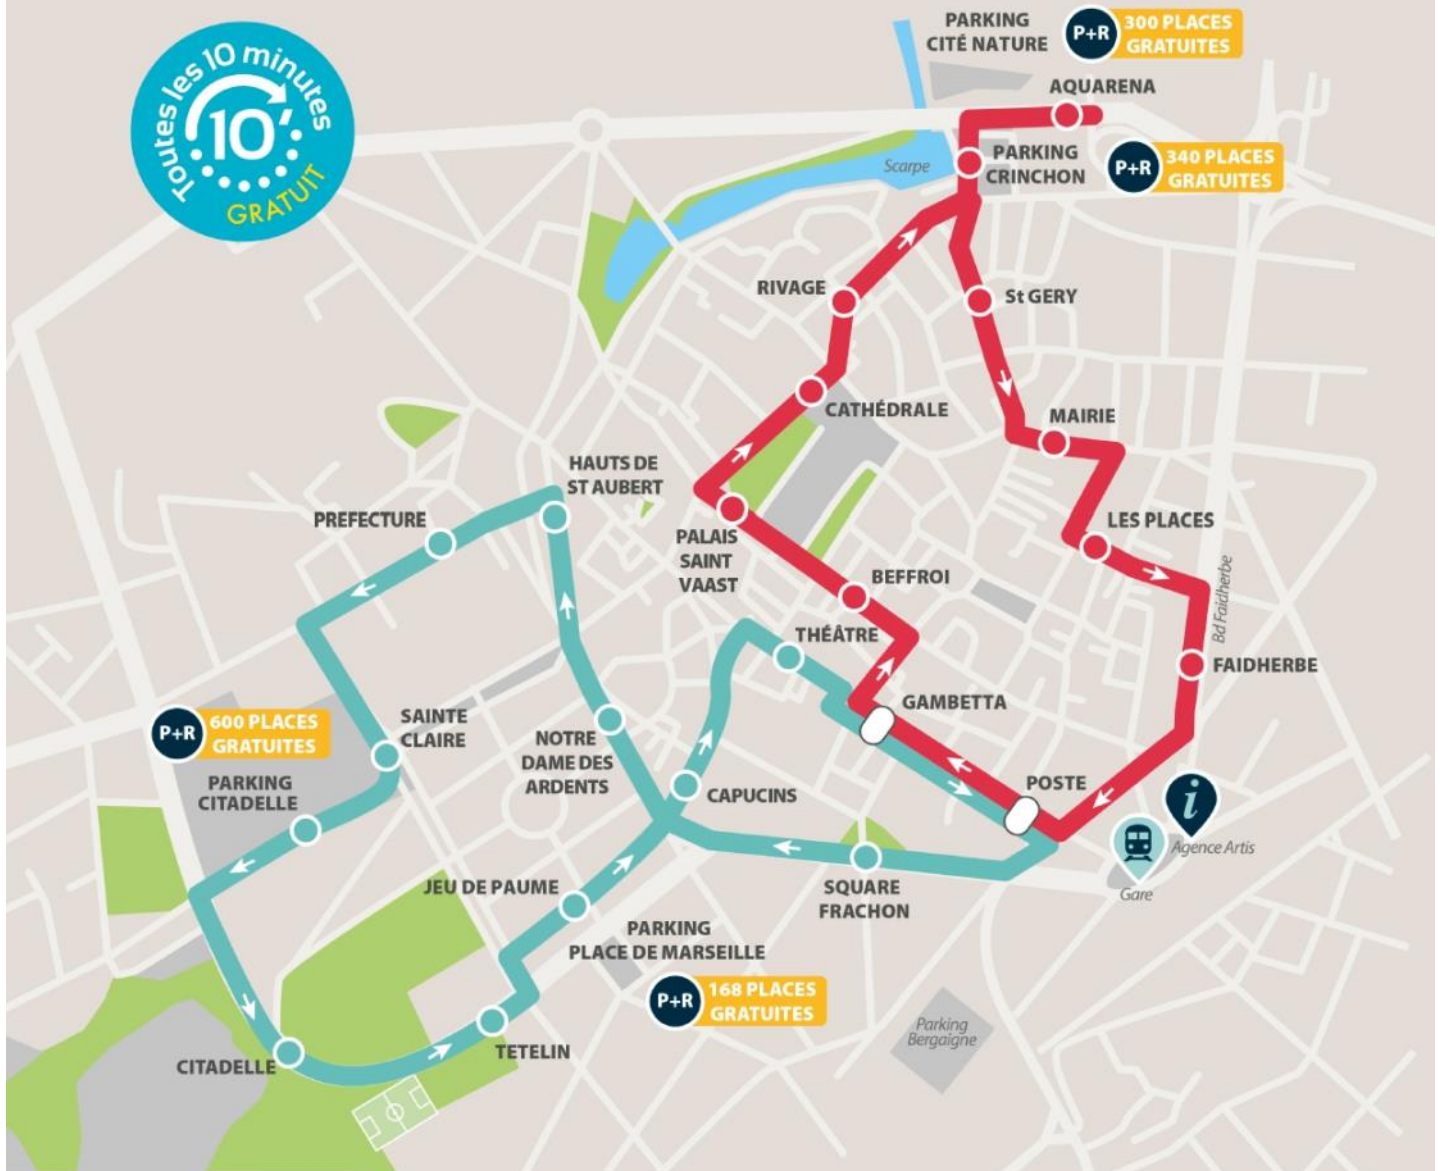 Toutes les 10 minutes
10'
GRATUIT
PARKING
CITÉ NATURE
P+R
300 PLACES
GRATUITES
AQUARENA
PARKING
CRINCHON
P+R
340 PLACES
GRATUITES
Scarpe
RIVAGE
St GERY
CATHÉDRALE
MAIRIE
HAUTS DE
ST AUBERT
PREFECTURE
PALAIS
SAINT
VAAST
LES PLACES
BEFFROI
Bd Faidherbe
THÉÂTRE
FAIDHERBE
GAMBETTA
P+R
600 PLACES
GRATUITES
PARKING
CITADELLE
SAINTE
CLAIRE
NOTRE
DAME DES
ARDENTS
CAPUCINS
POSTE
i
Agence Artis
Gare
JEU DE PAUME
SQUARE
FRACHON
PARKING
PLACE DE MARSEILLE
P+R
168 PLACES
GRATUITES
Parking
Bergaigne
TETELIN
CITADELLE